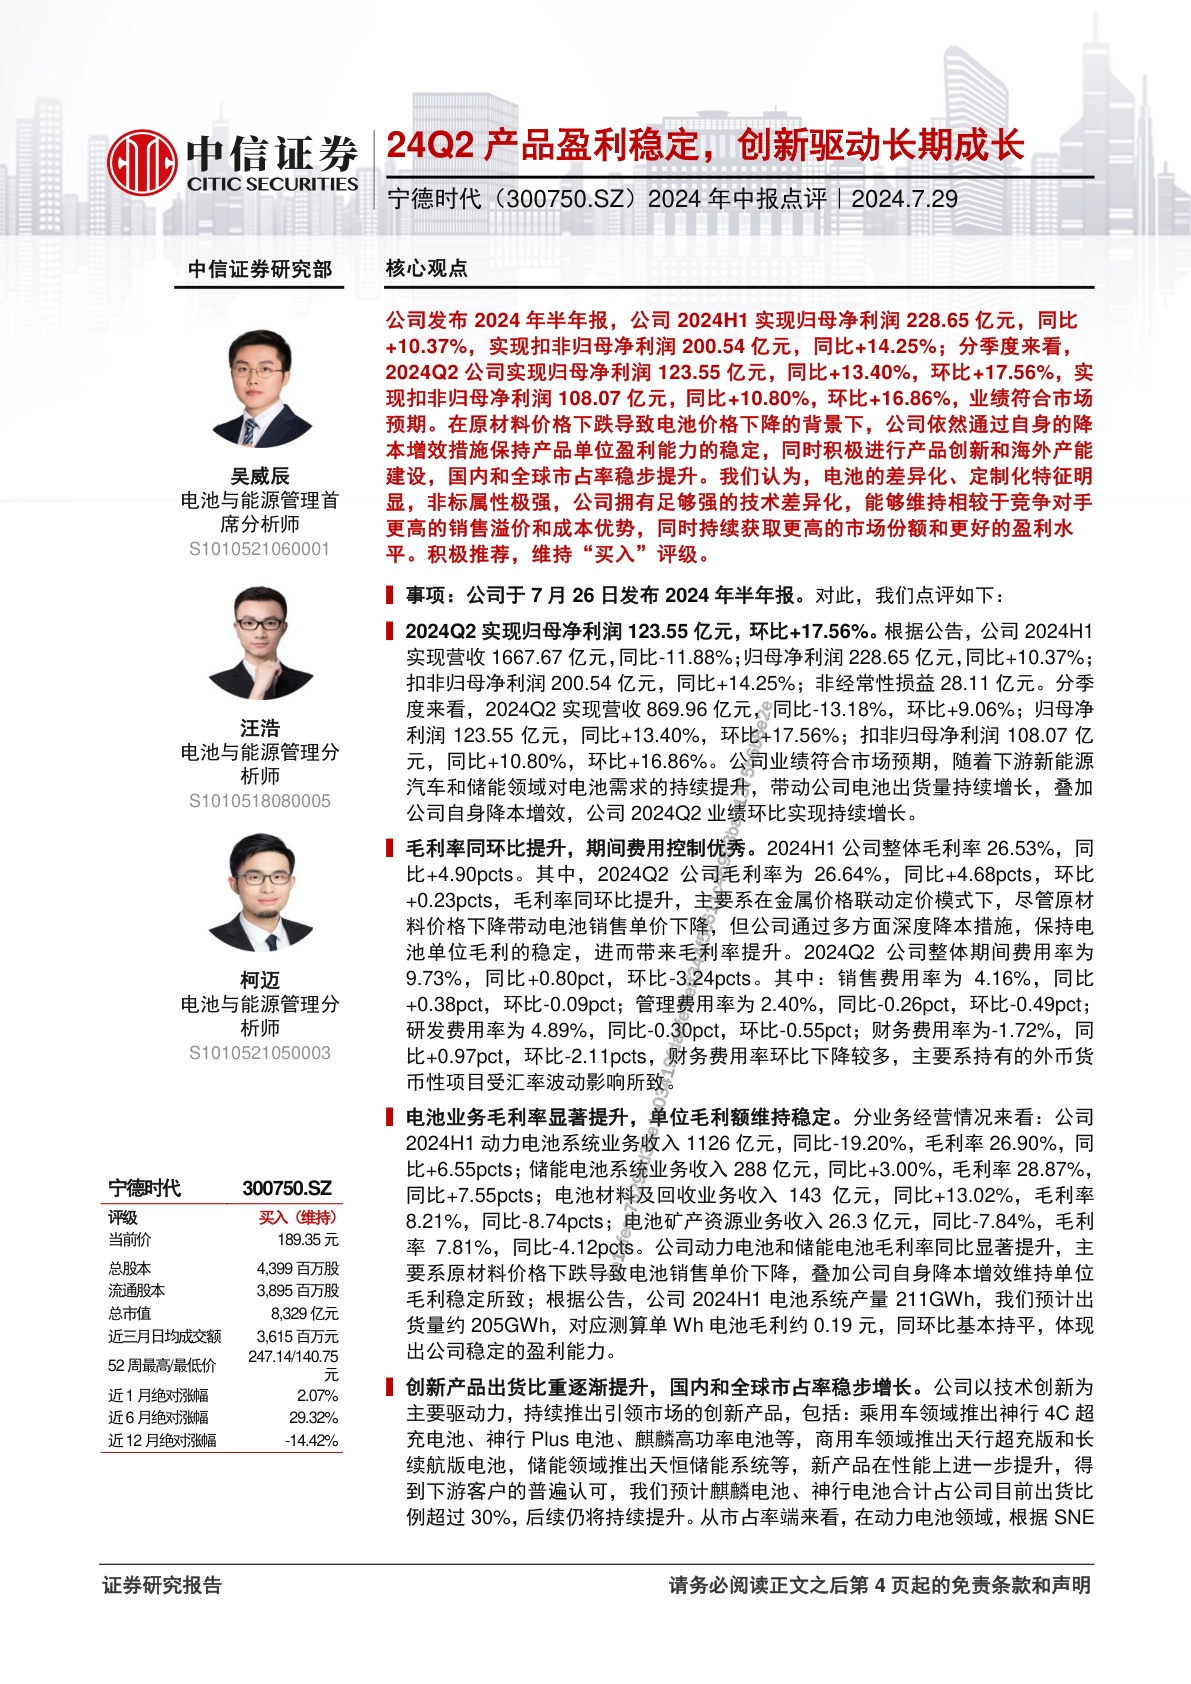 中信证券
CITIC SECURITIES
24Q2 产品盈利稳定，创新驱动长期成长
宁德时代（300750.SZ）2024 年中报点评｜2024.7.29
中信证券研究部
吴威辰
电池与能源管理首
席分析师
S1010521060001
汪浩
电池与能源管理分
析师
S1010518080005
柯迈
电池与能源管理分
析师
S1010521050003
宁德时代 300750.SZ
评级 买入（维持）
当前价 189.35 元
总股本 4,399 百万股
流通股本 3,895 百万股
总市值 8,329 亿元
近三月日均成交额 3,615 百万元
52 周最高/最低价 247.14/140.75
元
近 1 月绝对涨幅 2.07%
近 6 月绝对涨幅 29.32%
近 12 月绝对涨幅 -14.42%
核心观点
公司发布 2024 年半年报，公司 2024H1 实现归母净利润 228.65 亿元，同比
+10.37%，实现扣非归母净利润 200.54 亿元，同比+14.25%；分季度来看，
2024Q2 公司实现归母净利润 123.55 亿元，同比+13.40%，环比+17.56%，实
现扣非归母净利润 108.07 亿元，同比+10.80%，环比+16.86%，业绩符合市场
预期。在原材料价格下跌导致电池价格下降的背景下，公司依然通过自身的降
本增效措施保持产品单位盈利能力的稳定，同时积极进行产品创新和海外产能
建设，国内和全球市占率稳步提升。我们认为，电池的差异化、定制化特征明
显，非标属性极强，公司拥有足够强的技术差异化，能够维持相较于竞争对手
更高的销售溢价和成本优势，同时持续获取更高的市场份额和更好的盈利水
平。积极推荐，维持“买入”评级。
事项：公司于 7 月 26 日发布 2024 年半年报。对此，我们点评如下：
2024Q2 实现归母净利润 123.55 亿元，环比+17.56%。根据公告，公司 2024H1
实现营收 1667.67 亿元，同比-11.88%；归母净利润 228.65 亿元，同比+10.37%；
扣非归母净利润 200.54 亿元，同比+14.25%；非经常性损益 28.11 亿元。分季
度来看，2024Q2 实现营收 869.96 亿元，同比-13.18%，环比+9.06%；归母净
利润 123.55 亿元，同比+13.40%，环比+17.56%；扣非归母净利润 108.07 亿
元，同比+10.80%，环比+16.86%。公司业绩符合市场预期，随着下游新能源
汽车和储能领域对电池需求的持续提升，带动公司电池出货量持续增长，叠加
公司自身降本增效，公司 2024Q2 业绩环比实现持续增长。
毛利率同环比提升，期间费用控制优秀。2024H1 公司整体毛利率 26.53%，同
比+4.90pcts。其中，2024Q2 公司毛利率为 26.64%，同比+4.68pcts，环比
+0.23pcts，毛利率同环比提升，主要系在金属价格联动定价模式下，尽管原材
料价格下降带动电池销售单价下降，但公司通过多方面深度降本措施，保持电
池单位毛利的稳定，进而带来毛利率提升。2024Q2 公司整体期间费用率为
9.73%，同比+0.80pct，环比-3.24pcts。其中：销售费用率为 4.16%，同比
+0.38pct，环比-0.09pct；管理费用率为 2.40%，同比-0.26pct，环比-0.49pct；
研发费用率为 4.89%，同比-0.30pct，环比-0.55pct；财务费用率为-1.72%，同
比+0.97pct，环比-2.11pcts，财务费用率环比下降较多，主要系持有的外币货
币性项目受汇率波动影响所致。
电池业务毛利率显著提升，单位毛利额维持稳定。分业务经营情况来看：公司
2024H1 动力电池系统业务收入 1126 亿元，同比-19.20%，毛利率 26.90%，同
比+6.55pcts；储能电池系统业务收入 288 亿元，同比+3.00%，毛利率 28.87%，
同比+7.55pcts；电池材料及回收业务收入 143 亿元，同比+13.02%，毛利率
8.21%，同比-8.74pcts；电池矿产资源业务收入 26.3 亿元，同比-7.84%，毛利
率 7.81%，同比-4.12pcts。公司动力电池和储能电池毛利率同比显著提升，主
要系原材料价格下跌导致电池销售单价下降，叠加公司自身降本增效维持单位
毛利稳定所致；根据公告，公司 2024H1 电池系统产量 211GWh，我们预计出
货量约 205GWh，对应测算单 Wh 电池毛利约 0.19 元，同环比基本持平，体现
出公司稳定的盈利能力。
创新产品出货比重逐渐提升，国内和全球市占率稳步增长。公司以技术创新为
主要驱动力，持续推出引领市场的创新产品，包括：乘用车领域推出神行 4C 超
充电池、神行 Plus 电池、麒麟高功率电池等，商用车领域推出天行超充版和长
续航版电池，储能领域推出天恒储能系统等，新产品在性能上进一步提升，得
到下游客户的普遍认可，我们预计麒麟电池、神行电池合计占公司目前出货比
例超过 30%，后续仍将持续提升。从市占率端来看，在动力电池领域，根据 SNE
证券研究报告
请务必阅读正文之后第 4 页起的免责条款和声明